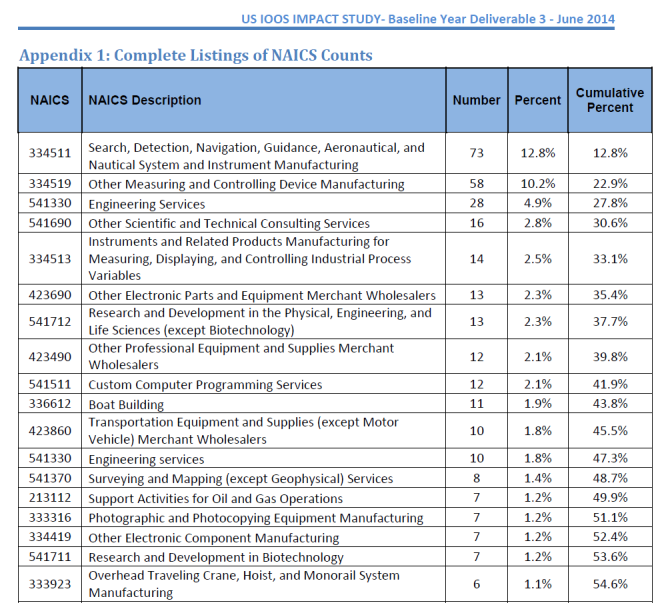 US IOOS IMPACT STUDY- Baseline Year Deliverable 3 - June 2014
Appendix 1: Complete Listings of NAICS Counts
NAICS NAICS Description Number Percent Cumulative Percent
334511 Search, Detection, Navigation, Guidance, Aeronautical, and
Nautical System and Instrument Manufacturing 73 12.8% 12.8%
334519 Other Measuring and Controlling Device Manufacturing 58 10.2% 22.9%
541330 Engineering Services 28 4.9% 27.8%
541690 Other Scientific and Technical Consulting Services 16 2.8% 30.6%
334513 Instruments and Related Products Manufacturing for
Measuring, Displaying, and Controlling Industrial Process
Variables 14 2.5% 33.1%
423690 Other Electronic Parts and Equipment Merchant Wholesalers 13 2.3% 35.4%
541712 Research and Development in the Physical, Engineering, and
Life Sciences (except Biotechnology) 13 2.3% 37.7%
423490 Other Professional Equipment and Supplies Merchant
Wholesalers 12 2.1% 39.8%
541511 Custom Computer Programming Services 12 2.1% 41.9%
336612 Boat Building 11 1.9% 43.8%
423860 Transportation Equipment and Supplies (except Motor
Vehicle) Merchant Wholesalers 10 1.8% 45.5%
541330 Engineering services 10 1.8% 47.3%
541370 Surveying and Mapping (except Geophysical) Services 8 1.4% 48.7%
213112 Support Activities for Oil and Gas Operations 7 1.2% 49.9%
333316 Photographic and Photocopying Equipment Manufacturing 7 1.2% 51.1%
334419 Other Electronic Component Manufacturing 7 1.2% 52.4%
541711 Research and Development in Biotechnology 7 1.2% 53.6%
333923 Overhead Traveling Crane, Hoist, and Monorail System
Manufacturing 6 1.1% 54.6%